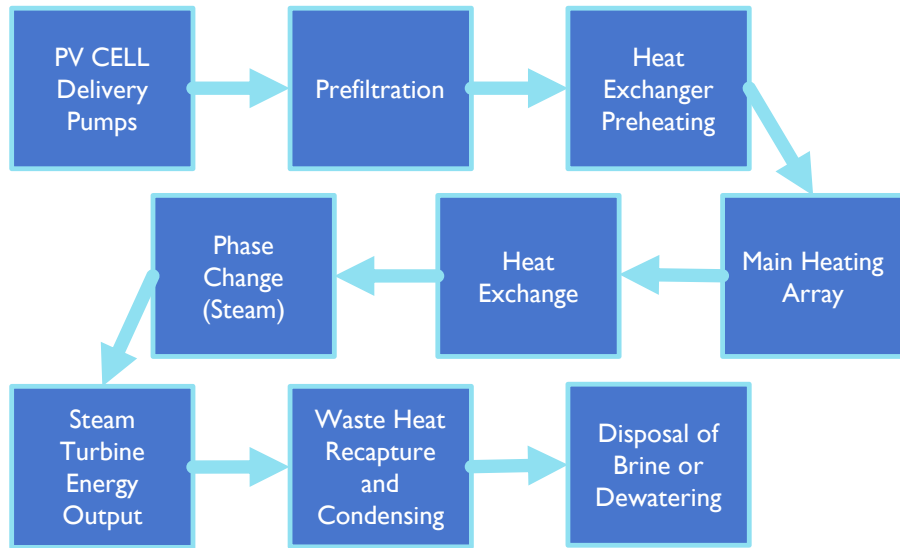 PV CELL
Delivery
Pumps
Prefiltration
Heat
Exchanger
Preheating
Main Heating
Array
Heat
Exchange
Phase
Change
(Steam)
Steam
Turbine
Energy
Output
Waste Heat
Recapture
and
Condensing
Disposal of
Brine or
Dewatering